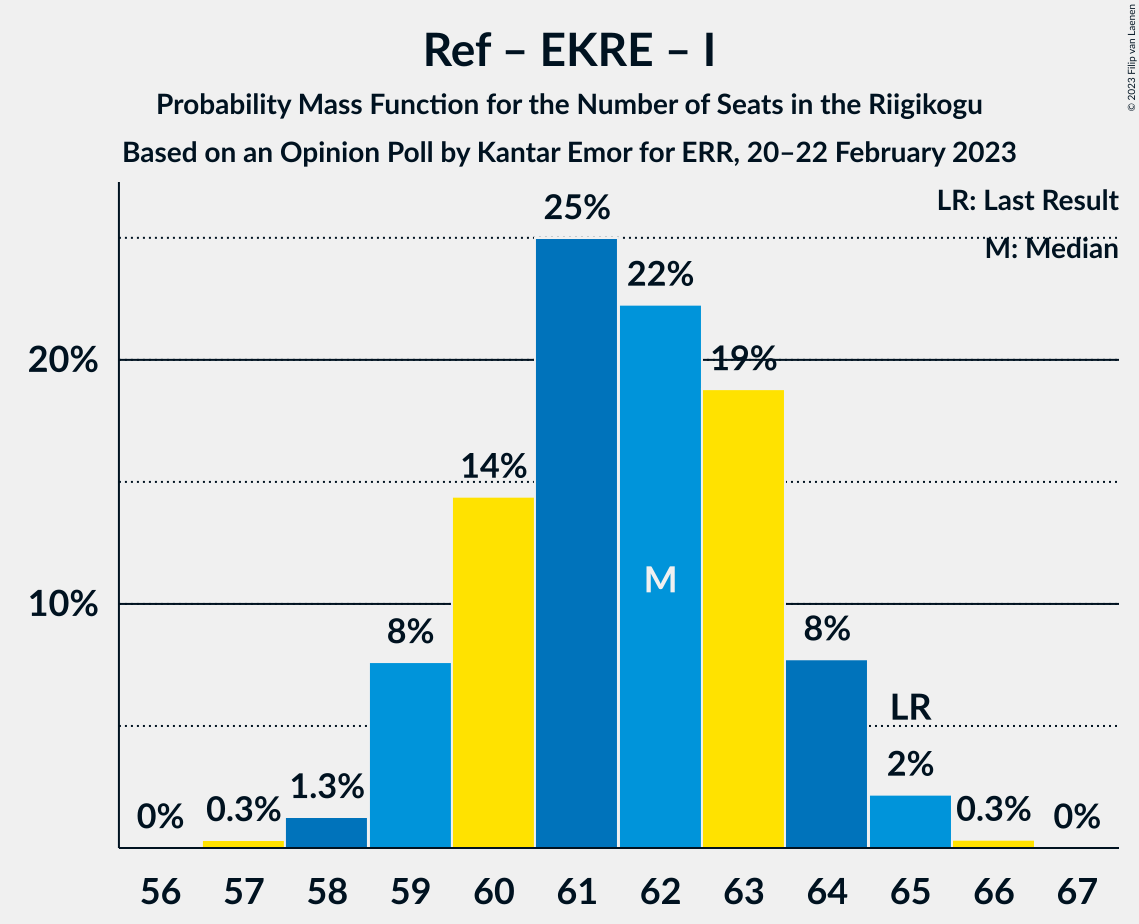 Ref – EKRE – I
Probability Mass Function for the Number of Seats in the Riigikogu
Based on an Opinion Poll by Kantar Emor for ERR, 20–22 February 2023
© 2023 Filip van Laenen
LR: Last Result
M: Median
25%
22%
20%
19%
14%
M
10%
8%
8%
LR
2%
1.3%
0%
0.3%
0.3%
0%
56 57 58 59 60 61 62 63 64 65 66 67